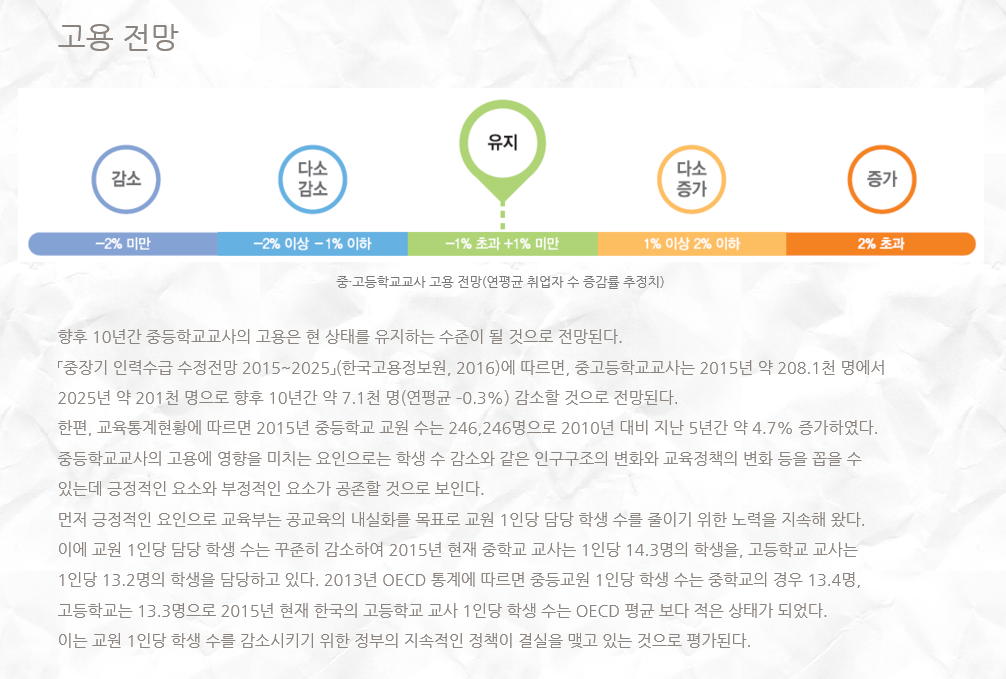 고용 전망
유지
감소
다소
감소
다소
증가
증가
-2% 미만
-2% 이상 -1% 이하
-1% 초과 +1% 미만
1% 이상 2% 이하
2% 초과
중·고등학교교사 고용 전망(연평균 취업자 수 증감률 추정치)
향후 10년간 중등학교교사의 고용은 현 상태를 유지하는 수준이 될 것으로 전망된다.
「중장기 인력수급 수정전망 2015~2025」(한국고용정보원, 2016)에 따르면, 중고등학교교사는 2015년 약 208.1천 명에서
2025년 약 201천 명으로 향후 10년간 약 7.1천 명(연평균 -0.3%) 감소할 것으로 전망된다.
한편, 교육통계현황에 따르면 2015년 중등학교 교원 수는 246,246명으로 2010년 대비 지난 5년간 약 4.7% 증가하였다.
중등학교교사의 고용에 영향을 미치는 요인으로는 학생 수 감소와 같은 인구구조의 변화와 교육정책의 변화 등을 꼽을 수
있는데 긍정적인 요소와 부정적인 요소가 공존할 것으로 보인다.
먼저 긍정적인 요인으로 교육부는 공교육의 내실화를 목표로 교원 1인당 담당 학생 수를 줄이기 위한 노력을 지속해 왔다.
이에 교원 1인당 담당 학생 수는 꾸준히 감소하여 2015년 현재 중학교 교사는 1인당 14.3명의 학생을, 고등학교 교사는
1인당 13.2명의 학생을 담당하고 있다. 2013년 OECD 통계에 따르면 중등교원 1인당 학생 수는 중학교의 경우 13.4명,
고등학교는 13.3명으로 2015년 현재 한국의 고등학교 교사 1인당 학생 수는 OECD 평균 보다 적은 상태가 되었다.
이는 교원 1인당 학생 수를 감소시키기 위한 정부의 지속적인 정책이 결실을 맺고 있는 것으로 평가된다.